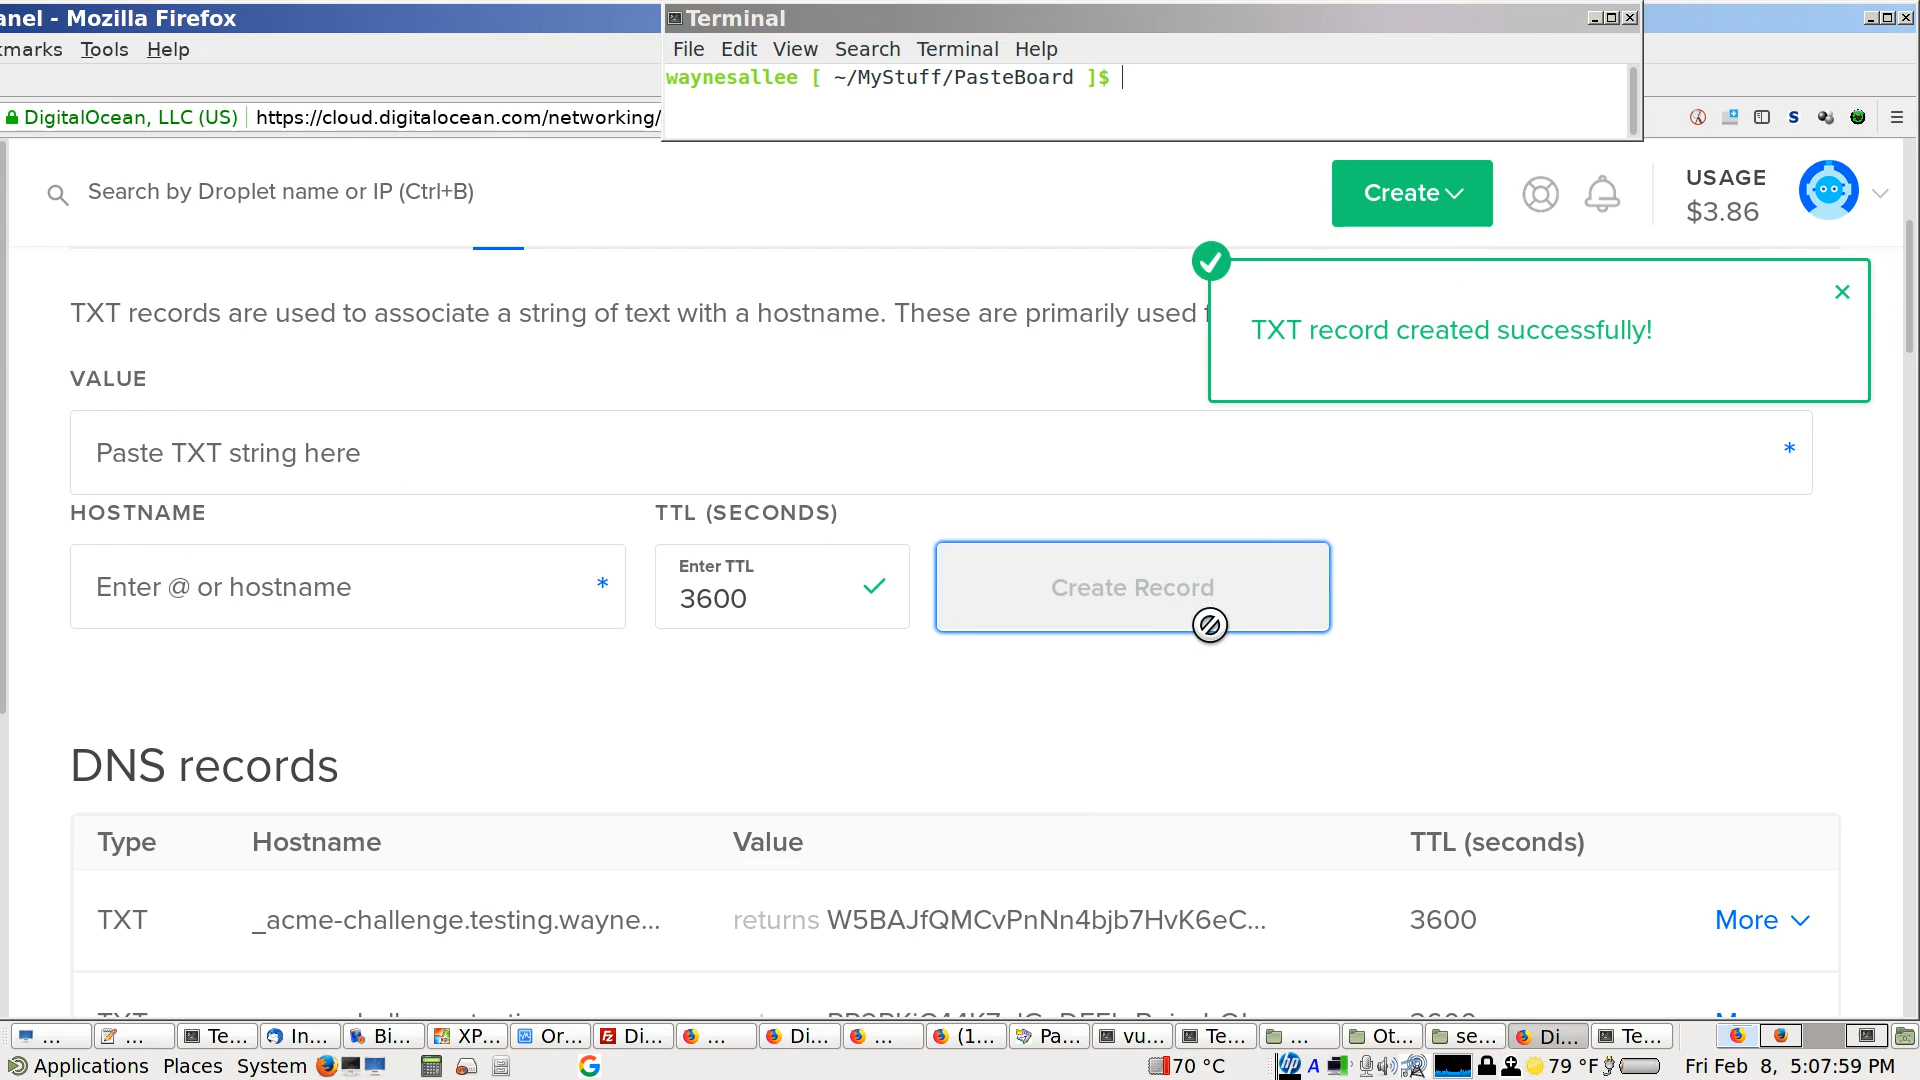 anel - Mozilla Firefox
Terminal
kmarks Tools Help
File Edit View Search Terminal Help
waynesallee [ ~/MyStuff/PasteBoard ]$
DigitalOcean, LLC (US) https://cloud.digitalocean.com/networking/
S
Search by Droplet name or IP (Ctrl+B)
Create
USAGE
$3.86
TXT records are used to associate a string of text with a hostname. These are primarily used f
TXT record created successfully!
VALUE
Paste TXT string here *
HOSTNAME
TTL (SECONDS)
Enter @ or hostname *
Enter TTL
3600
Create Record
DNS records
Type Hostname Value TTL (seconds)
TXT _acme-challenge.testing.wayne... returns W5BAJfQMCvPnNn4bjb7HvK6eC... 3600 More
... ... Te... In... Bi... XP... Or... Di... ... Di... ... (1... Pa... vu... Te... ... Ot... se... Di... Te...
Applications Places System
70 °C
79 °F
Fri Feb 8, 5:07:59 PM